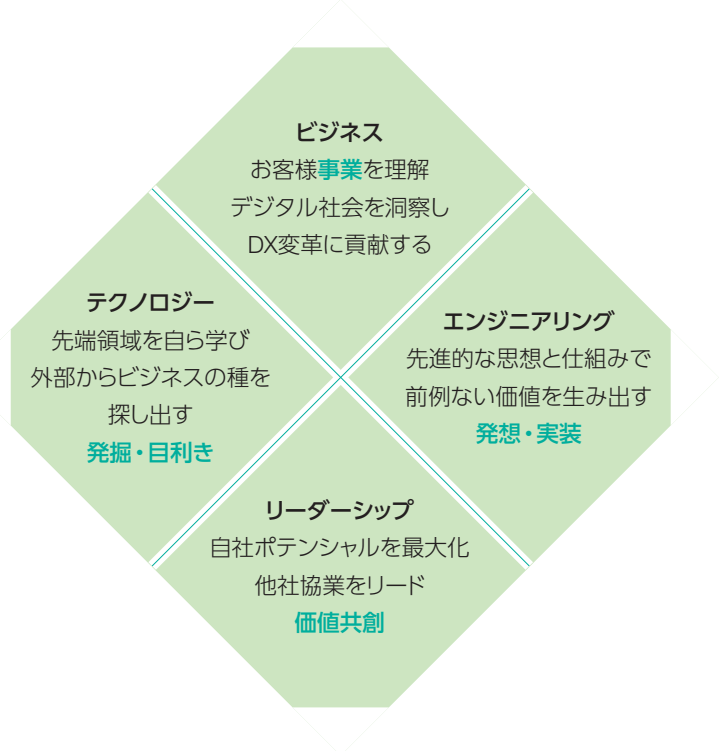 ビジネス
お客様事業を理解
デジタル社会を洞察し
DX変革に貢献する
テクノロジー
先端領域を自ら学び
外部からビジネスの種を
探し出す
発掘・目利き
エンジニアリング
先進的な思想と仕組みで
前例ない価値を生み出す
発想・実装
リーダーシップ
自社ポテンシャルを最大化
他社協業をリード
価値共創